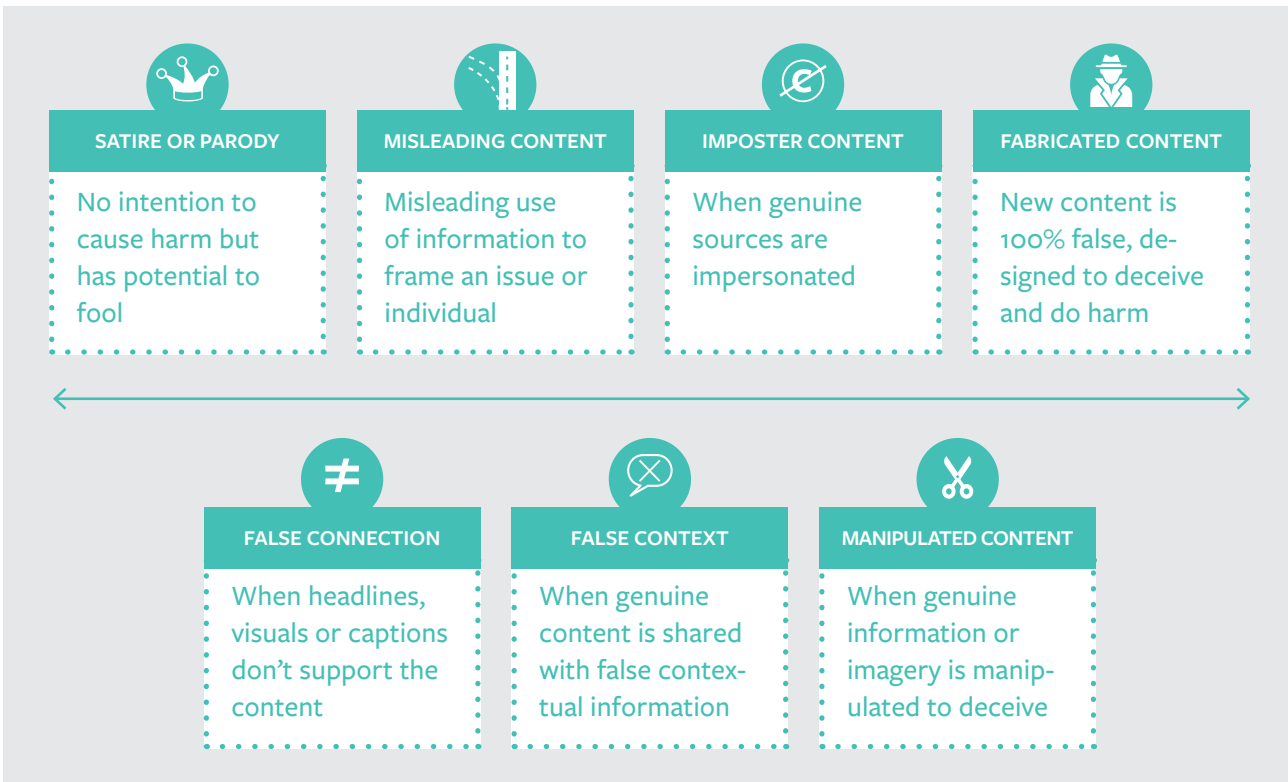 SATIRE OR PARODY
No intention to
cause harm but
has potential to
fool
MISLEADING CONTENT
Misleading use
of information to
frame an issue or
individual
C
IMPOSTER CONTENT
When genuine
sources are
impersonated
FABRICATED CONTENT
New content is
100% false, de-
signed to deceive
and do harm
≠
FALSE CONNECTION
When headlines,
visuals or captions
don't support the
content
FALSE CONTEXT
When genuine
content is shared
with false contex-
tual information
MANIPULATED CONTENT
When genuine
information or
imagery is manip-
ulated to deceive